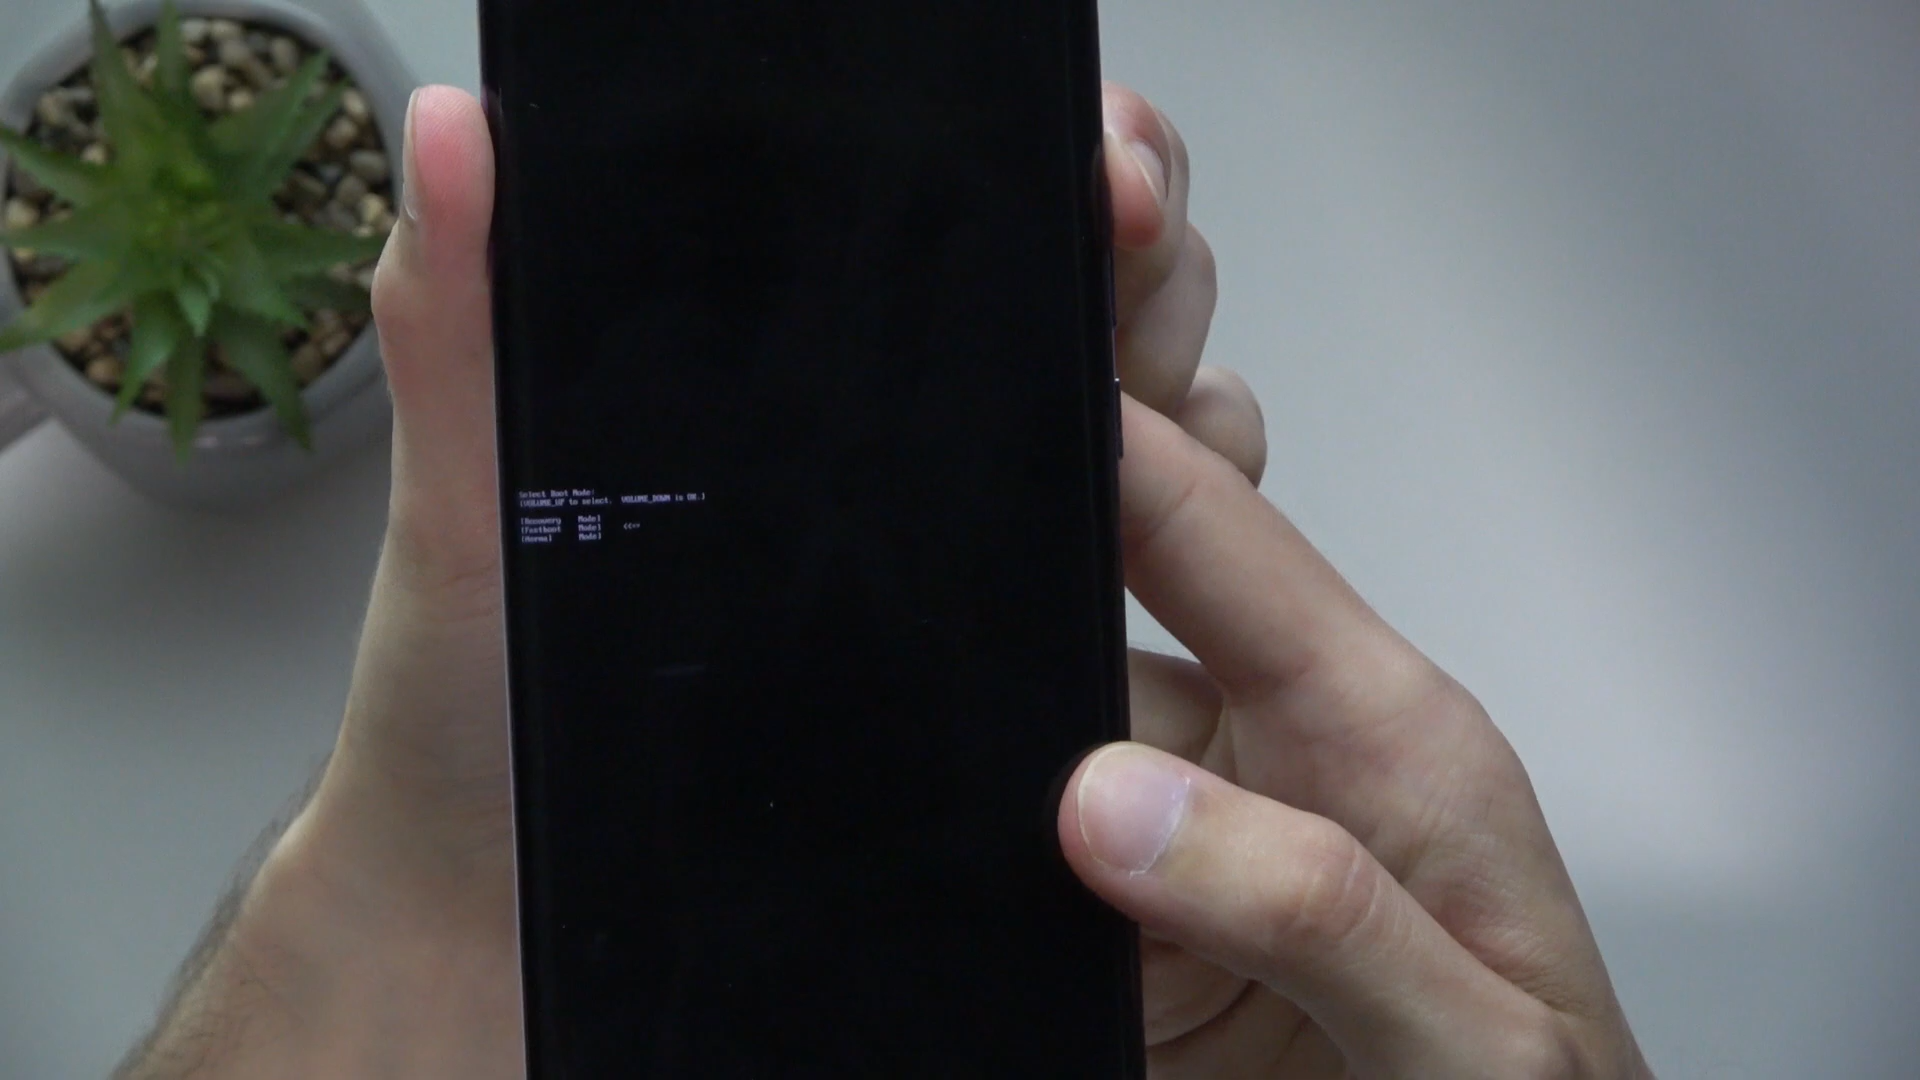 Select Boot Mode:
[VOLUME_UP to select. VOLUME_DOWN is OK.]
[Recovery Mode]
[Fastboot Mode] <<==
[Normal Mode]